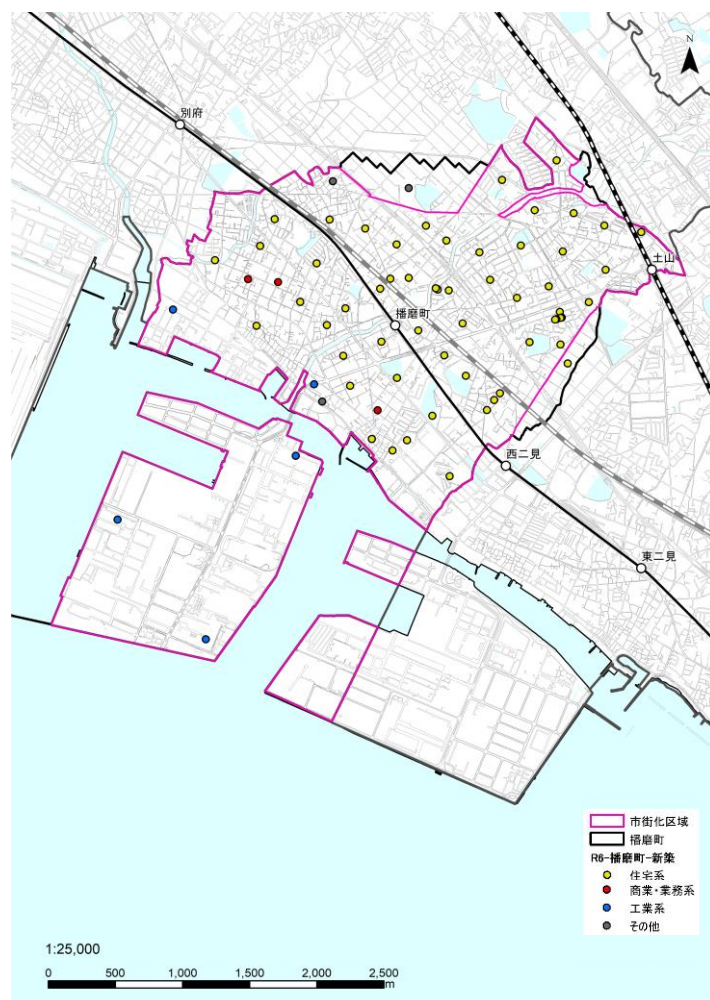 N
別府
土山
播磨町
西二見
東二見
市街化区域
播磨町
R6-播磨町-新築
住宅系
商業・業務系
工業系
その他
1:25,000
0 500 1,000 1,500 2,000 2,500
m